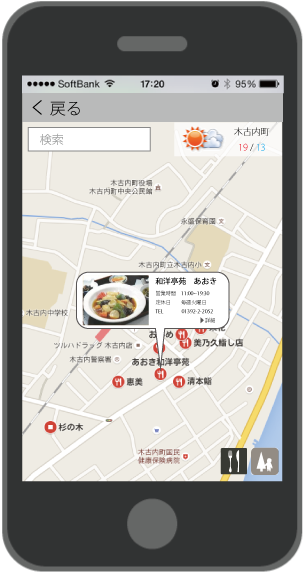 SoftBank 17:20 95%
戻る
検索
木古内町
19 / 13
木古内町役場
木古内町中央公民館
永盛保育園
木古内町立木古内小
和洋亭苑 あおき
営業時間 11:00~19:30
定休日 毎週火曜日
TEL 01392-2-2062
▶詳細
木古内中学校
美乃久鮨し店
ツルハドラッグ 木古内店
木古内警察署
あおき和洋亭苑
恵美
清本鮨
杉の木
木古内町国民
健康保険病院